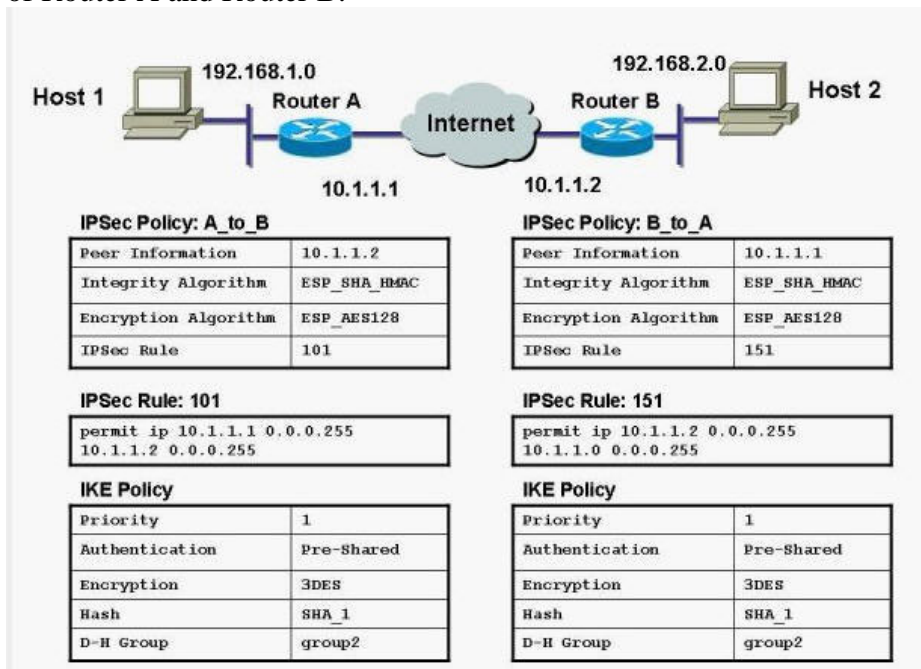 of Router A and Router B.
192.168.1.0
192.168.2.0
Host 1
Router A
Internet
Router B
Host 2
10.1.1.1
10.1.1.2
IPSec Policy: A_to_B
Peer Information 10.1.1.2
Integrity Algorithm ESP_SHA_HMAC
Encryption Algorithm ESP_AES128
IPSec Rule 101
IPSec Rule: 101
permit ip 10.1.1.1 0.0.0.255
10.1.1.2 0.0.0.255
IKE Policy
Priority 1
Authentication Pre-Shared
Encryption 3DES
Hash SHA_1
D-H Group group2
IPSec Policy: B_to_A
Peer Information 10.1.1.1
Integrity Algorithm ESP_SHA_HMAC
Encryption Algorithm ESP_AES128
IPSec Rule 151
IPSec Rule: 151
permit ip 10.1.1.2 0.0.0.255
10.1.1.0 0.0.0.255
IKE Policy
Priority 1
Authentication Pre-Shared
Encryption 3DES
Hash SHA_1
D-H Group group2